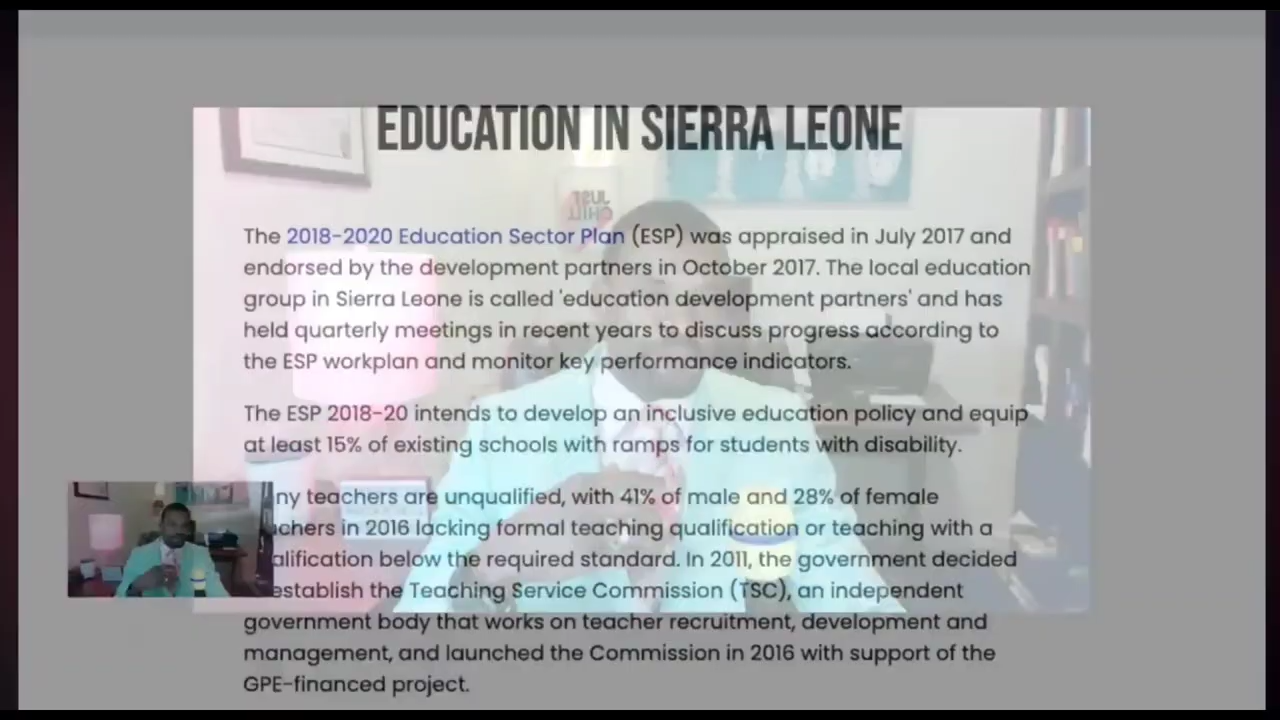 EDUCATION IN SIERRA LEONE
The 2018-2020 Education Sector Plan (ESP) was appraised in July 2017 and
endorsed by the development partners in October 2017. The local education
group in Sierra Leone is called 'education development partners' and has
held quarterly meetings in recent years to discuss progress according to
the ESP workplan and monitor key performance indicators.
The ESP 2018-20 intends to develop an inclusive education policy and equip
at least 15% of existing schools with ramps for students with disability.
ny teachers are unqualified, with 41% of male and 28% of female
chers in 2016 lacking formal teaching qualification or teaching with a
alification below the required standard. In 2011, the government decided
establish the Teaching Service Commission (TSC), an independent
government body that works on teacher recruitment, development and
management, and launched the Commission in 2016 with support of the
GPE-financed project.